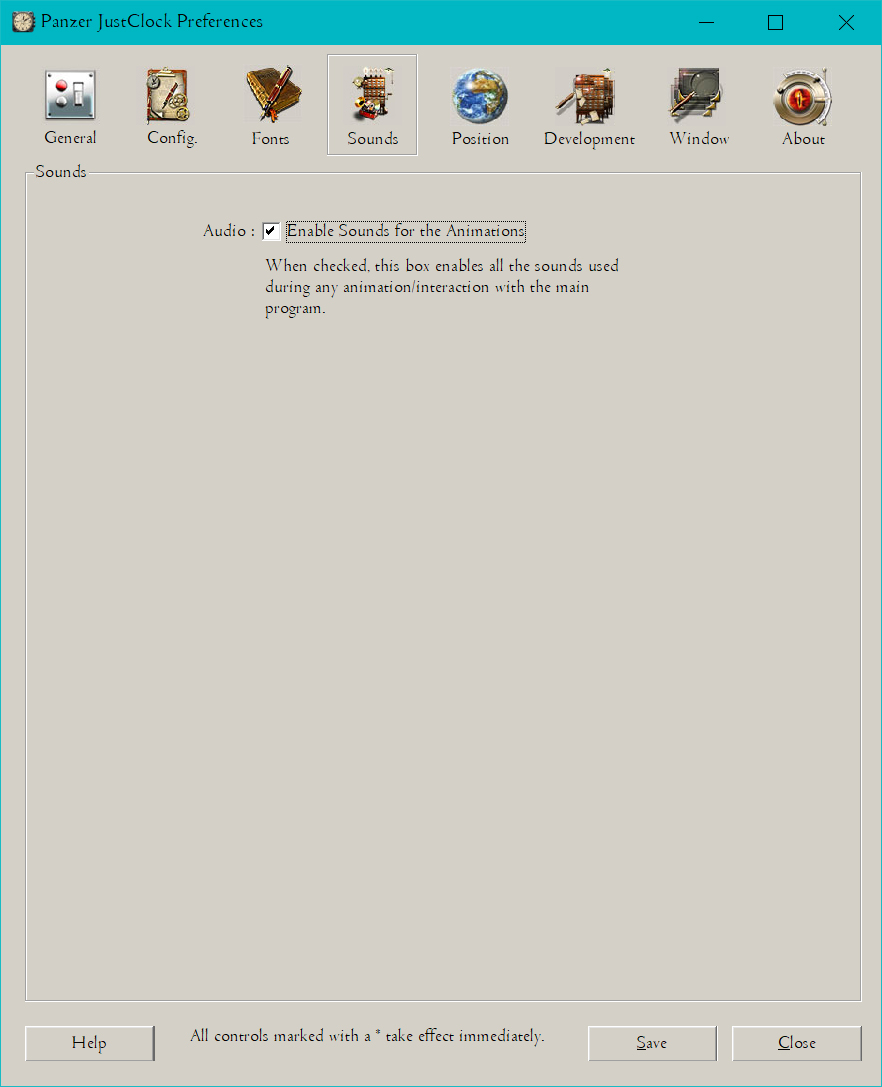 Panzer JustClock Preferences
General
Config.
Fonts
Sounds
Position
Development
Window
About
Sounds
Audio : Enable Sounds for the Animations
When checked, this box enables all the sounds used
during any animation/interaction with the main
program.
Help
All controls marked with a * take effect immediately.
Save
Close